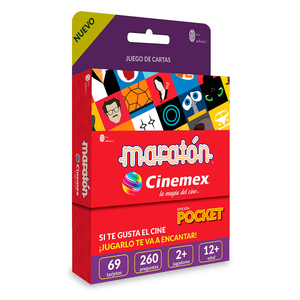 NUEVO
JUEGO DE CARTAS
maratón
Cinemex
la magia del cine
EDICIÓN
POCKET
SI TE GUSTA EL CINE
¡JUGARLO TE VA A ENCANTAR!
69
tarjetas
260
preguntas
2+
jugadores
12+
edad